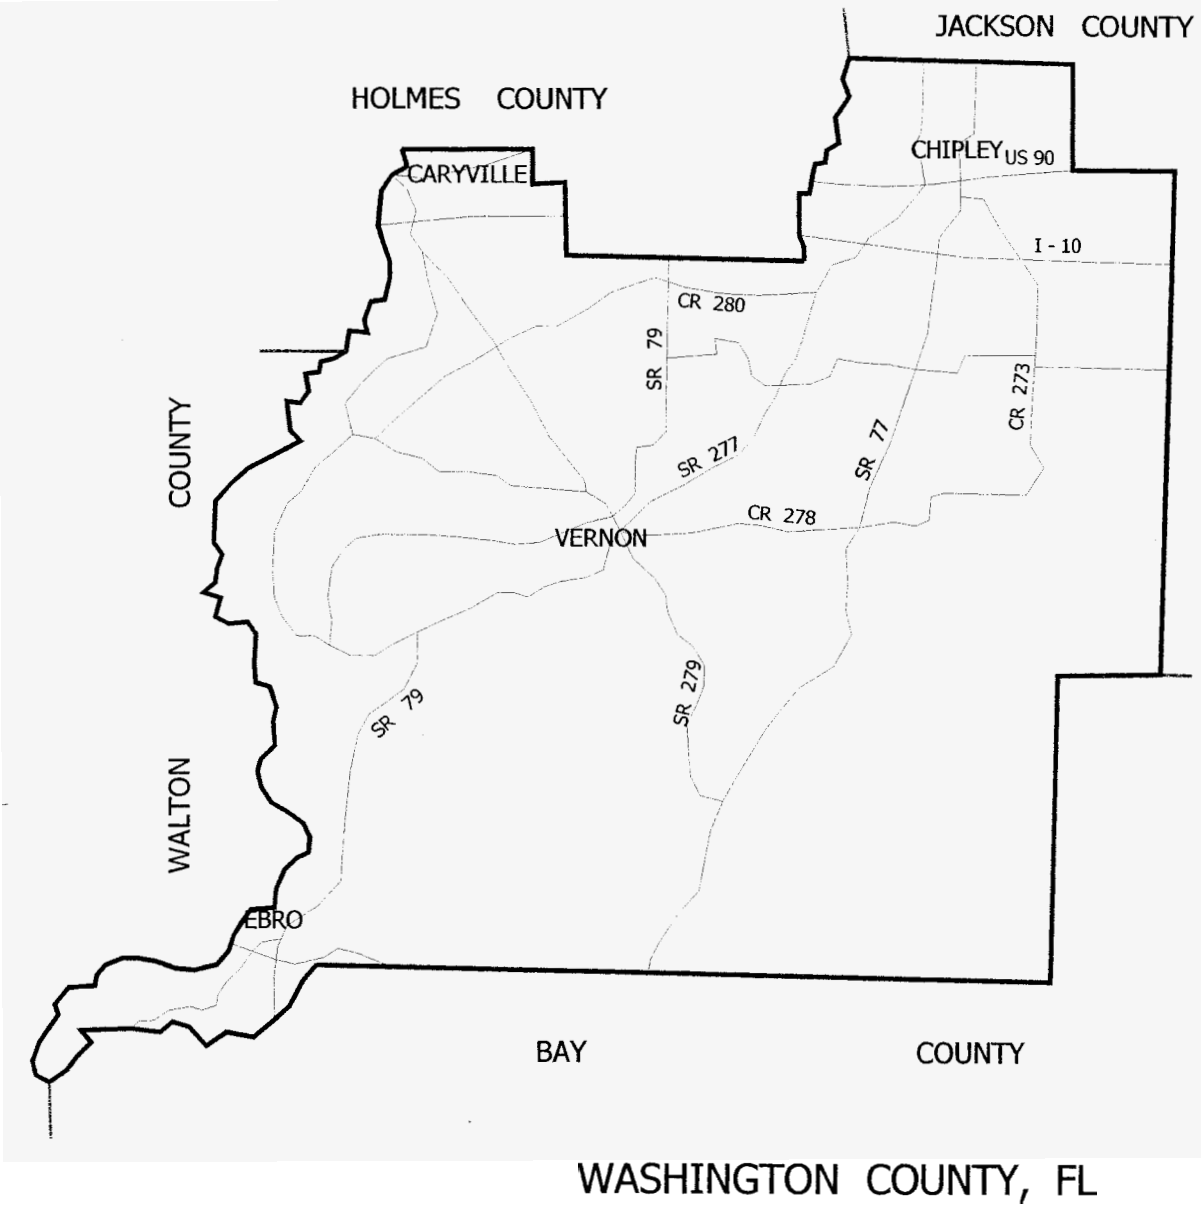 JACKSON COUNTY
HOLMES COUNTY
CHIPLEY
US 90
CARYVILLE
I - 10
CR 280
SR 79
CR 273
COUNTY
SR 277
SR 77
CR 278
VERNON
SR 279
SR 79
WALTON
EBRO
BAY COUNTY
WASHINGTON COUNTY, FL